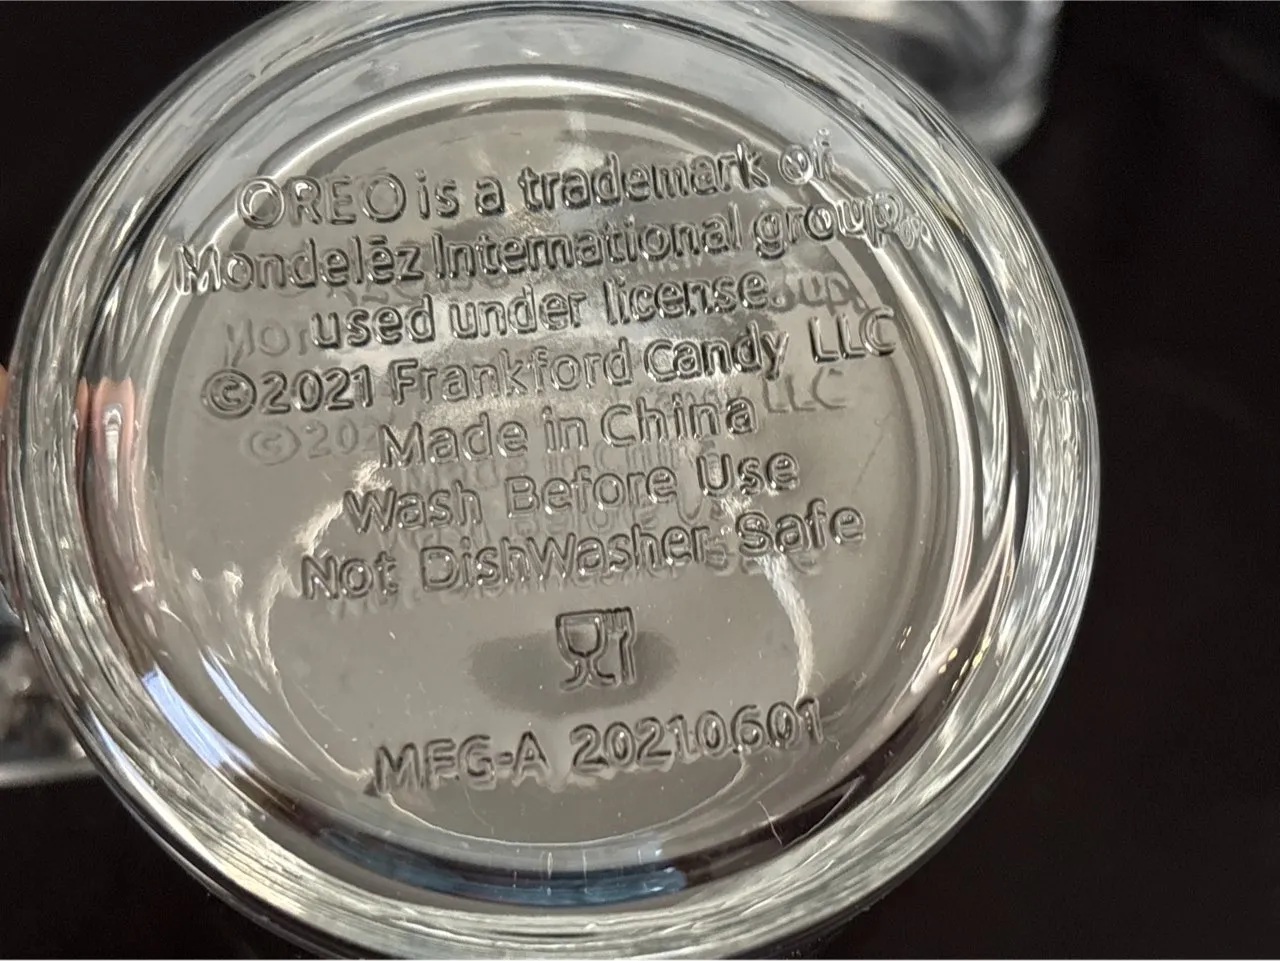 OREO is a trademark of
Mondelēz International group,
used under license
©2021 Frankford Candy LLC
Made in China
Wash Before Use
Not DishWasher Safe
MFG-A 20210601